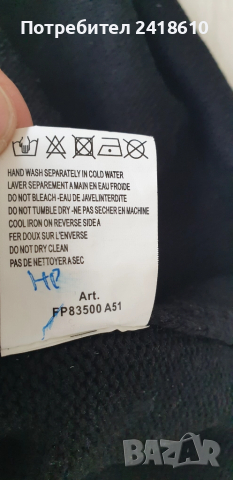 Потребител 2418610
HAND WASH SEPARATELY IN COLD WATER
LAVER SEPAREMENT A MAIN EN EAU FROIDE
DO NOT BLEACH -EAU DE JAVELINTERDITE
DO NOT TUMBLE DRY -NE PAS SECHER EN MACHINE
COOL IRON ON REVERSE SIDE A
FER DOUX SUR L'ENVERT
DO NOT DRY CLEAN
PAS DE NETTOYER A SEC
HP
Art.
FP83500 A51
BAZAR